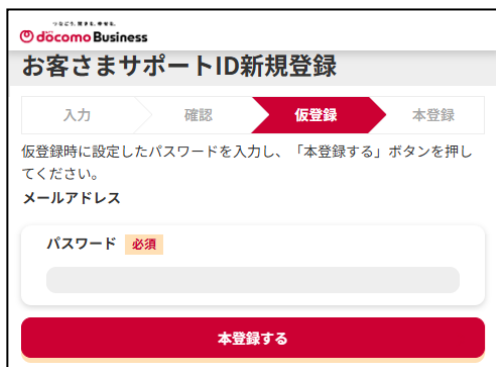 つなごう。驚きを。幸せを。
döcomo Business
お客さまサポートID新規登録
入力 確認 仮登録 本登録
仮登録時に設定したパスワードを入力し、「本登録する」ボタンを押し
てください。
メールアドレス
パスワード 必須
本登録する